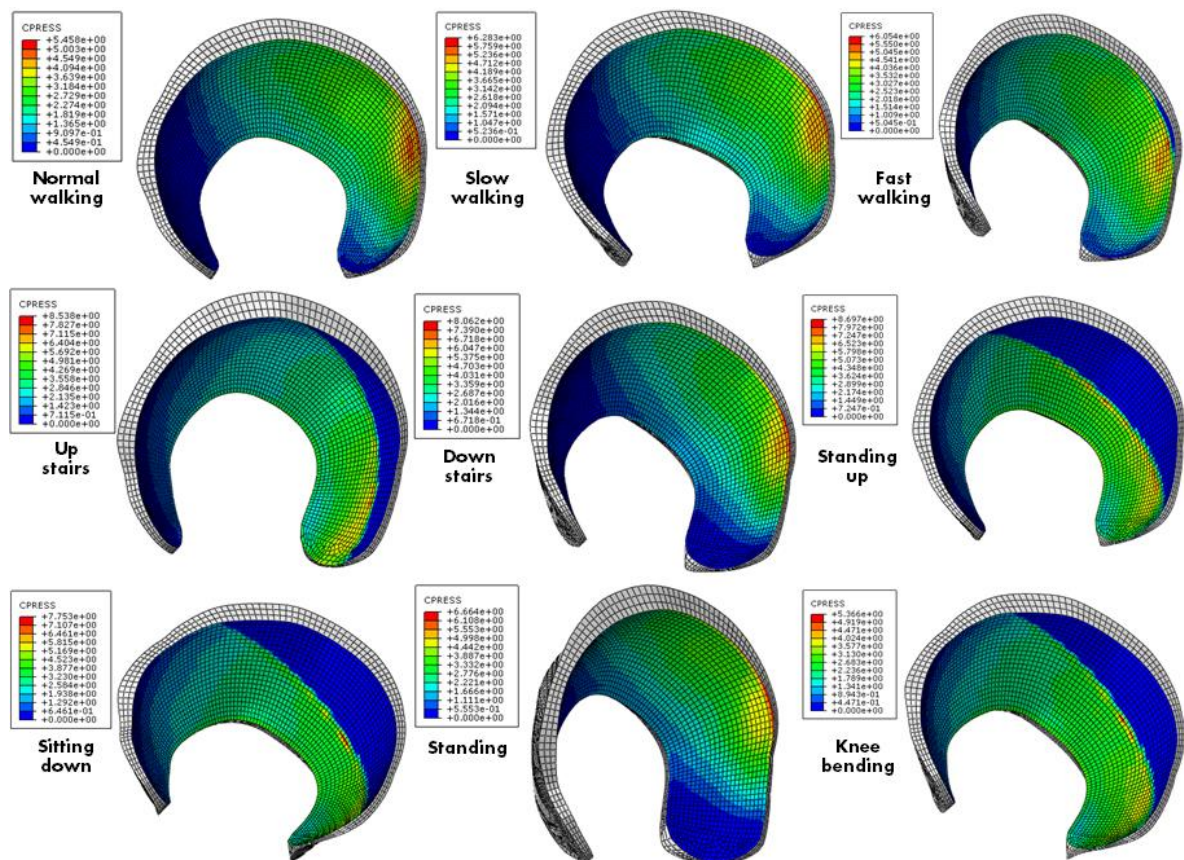 CPRESS
+5.458e+00
+5.003e+00
+4.549e+00
+4.094e+00
+3.639e+00
+3.184e+00
+2.729e+00
+2.274e+00
+1.819e+00
+1.365e+00
+9.097e-01
+4.549e-01
+0.000e+00
Normal
walking
CPRESS
+6.283e+00
+5.759e+00
+5.236e+00
+4.712e+00
+4.189e+00
+3.665e+00
+3.142e+00
+2.618e+00
+2.094e+00
+1.571e+00
+1.047e+00
+5.236e-01
+0.000e+00
Slow
walking
CPRESS
+6.054e+00
+5.550e+00
+5.045e+00
+4.541e+00
+4.036e+00
+3.532e+00
+3.027e+00
+2.523e+00
+2.018e+00
+1.514e+00
+1.009e+00
+5.045e-01
+0.000e+00
Fast
walking
CPRESS
+8.538e+00
+7.827e+00
+7.115e+00
+6.404e+00
+5.692e+00
+4.981e+00
+4.269e+00
+3.558e+00
+2.846e+00
+2.135e+00
+1.423e+00
+7.115e-01
+0.000e+00
Up
stairs
CPRESS
+8.062e+00
+7.390e+00
+6.718e+00
+6.047e+00
+5.375e+00
+4.703e+00
+4.031e+00
+3.359e+00
+2.687e+00
+2.016e+00
+1.344e+00
+6.718e-01
+0.000e+00
Down
stairs
CPRESS
+8.697e+00
+7.972e+00
+7.247e+00
+6.523e+00
+5.798e+00
+5.073e+00
+4.348e+00
+3.624e+00
+2.899e+00
+2.174e+00
+1.449e+00
+7.247e-01
+0.000e+00
Standing
up
CPRESS
+7.753e+00
+7.107e+00
+6.461e+00
+5.815e+00
+5.169e+00
+4.523e+00
+3.877e+00
+3.230e+00
+2.584e+00
+1.938e+00
+1.292e+00
+6.461e-01
+0.000e+00
Sitting
down
CPRESS
+6.664e+00
+6.108e+00
+5.553e+00
+4.998e+00
+4.442e+00
+3.887e+00
+3.332e+00
+2.776e+00
+2.221e+00
+1.666e+00
+1.111e+00
+5.553e-01
+0.000e+00
Standing
CPRESS
+5.366e+00
+4.919e+00
+4.471e+00
+4.024e+00
+3.577e+00
+3.130e+00
+2.683e+00
+2.236e+00
+1.789e+00
+1.341e+00
+8.943e-01
+4.471e-01
+0.000e+00
Knee
bending